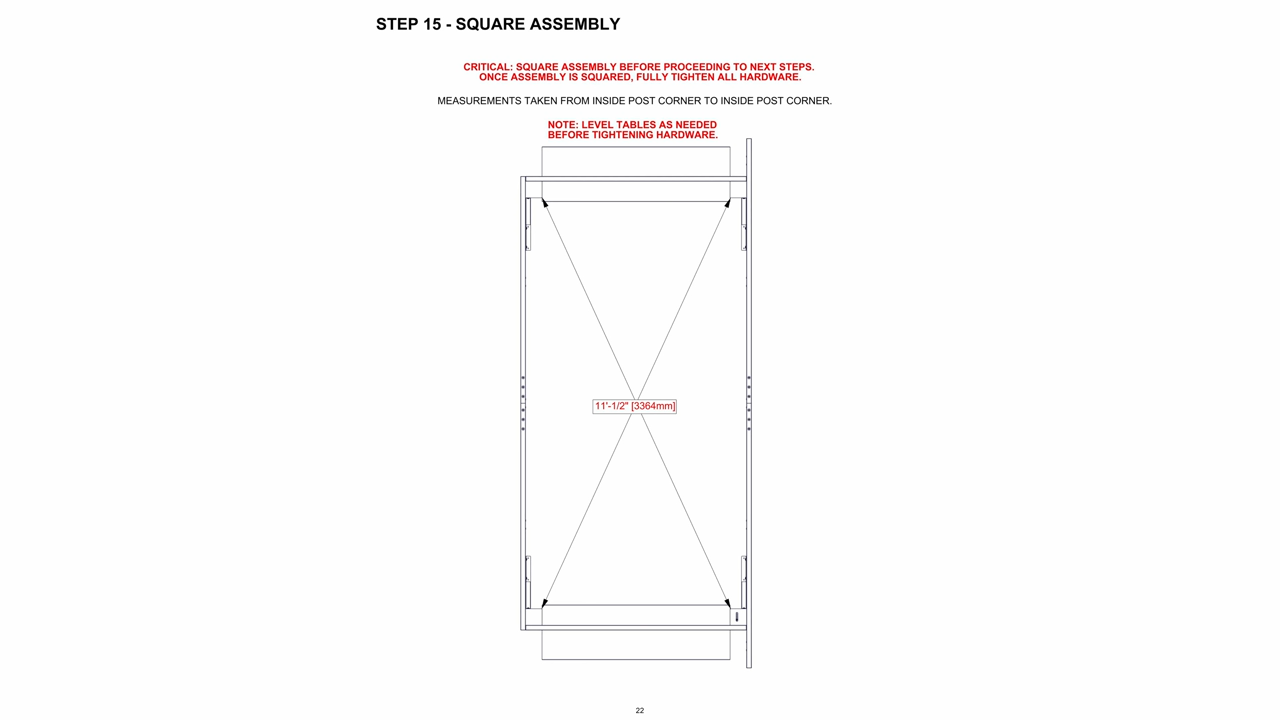 STEP 15 - SQUARE ASSEMBLY
CRITICAL: SQUARE ASSEMBLY BEFORE PROCEEDING TO NEXT STEPS.
ONCE ASSEMBLY IS SQUARED, FULLY TIGHTEN ALL HARDWARE.
MEASUREMENTS TAKEN FROM INSIDE POST CORNER TO INSIDE POST CORNER.
NOTE: LEVEL TABLES AS NEEDED
BEFORE TIGHTENING HARDWARE.
11'-1/2" [3364mm]
22